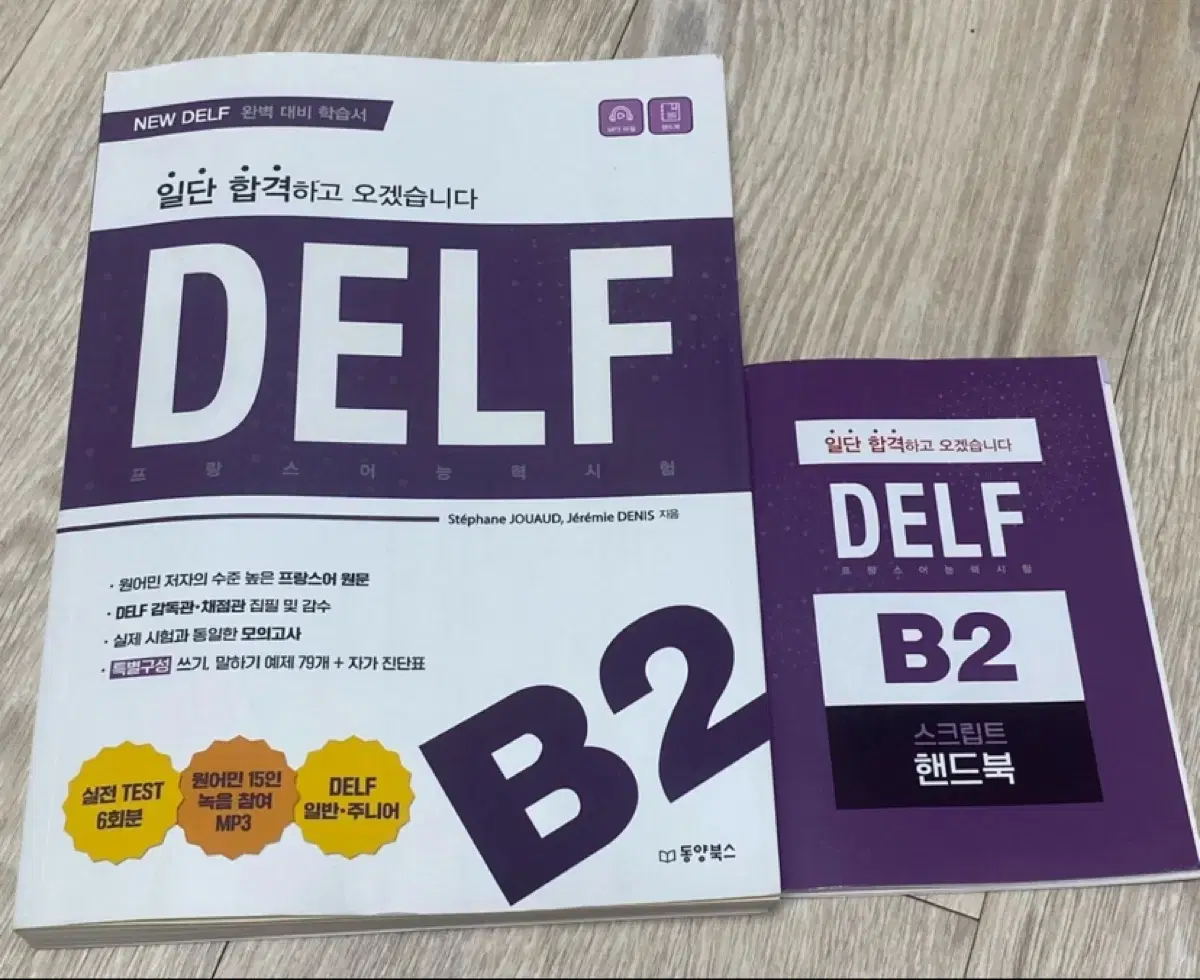 NEW DELF 완벽 대비 학습서
MP3 파일
핸드북
일단 합격하고 오겠습니다
DELF
프랑스어능력시험
Stéphane JOUAUD, Jérémie DENIS 지음
· 원어민 저자의 수준 높은 프랑스어 원문
· DELF 감독관·채점관 집필 및 감수
· 실제 시험과 동일한 모의고사
· 특별구성 쓰기, 말하기 예제 79개 + 자가 진단표
B2
실전 TEST
6회분
원어민 15인
녹음 참여
MP3
DELF
일반·주니어
동양북스
일단 합격하고 오겠습니다
DELF
프랑스어능력시험
B2
스크립트
핸드북